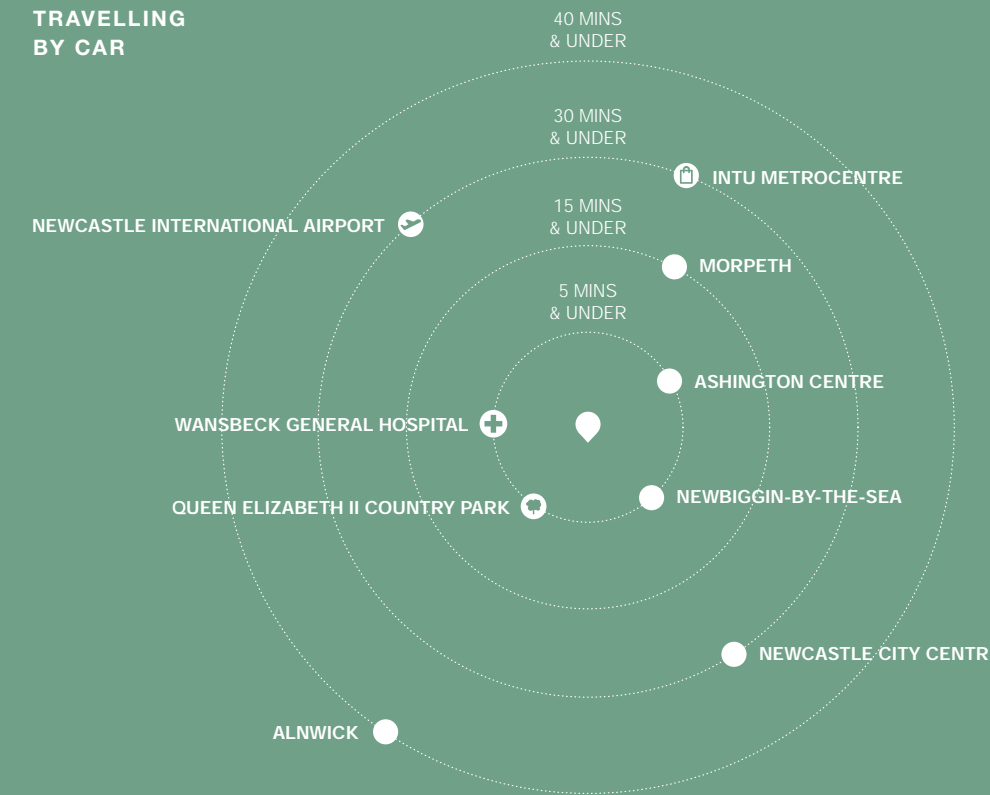 TRAVELLING
BY CAR
40 MINS
& UNDER
30 MINS
& UNDER
INTU METROCENTRE
15 MINS
& UNDER
NEWCASTLE INTERNATIONAL AIRPORT
MORPETH
5 MINS
& UNDER
ASHINGTON CENTRE
WANSBECK GENERAL HOSPITAL
NEWBIGGIN-BY-THE-SEA
QUEEN ELIZABETH II COUNTRY PARK
NEWCASTLE CITY CENTR
ALNWICK